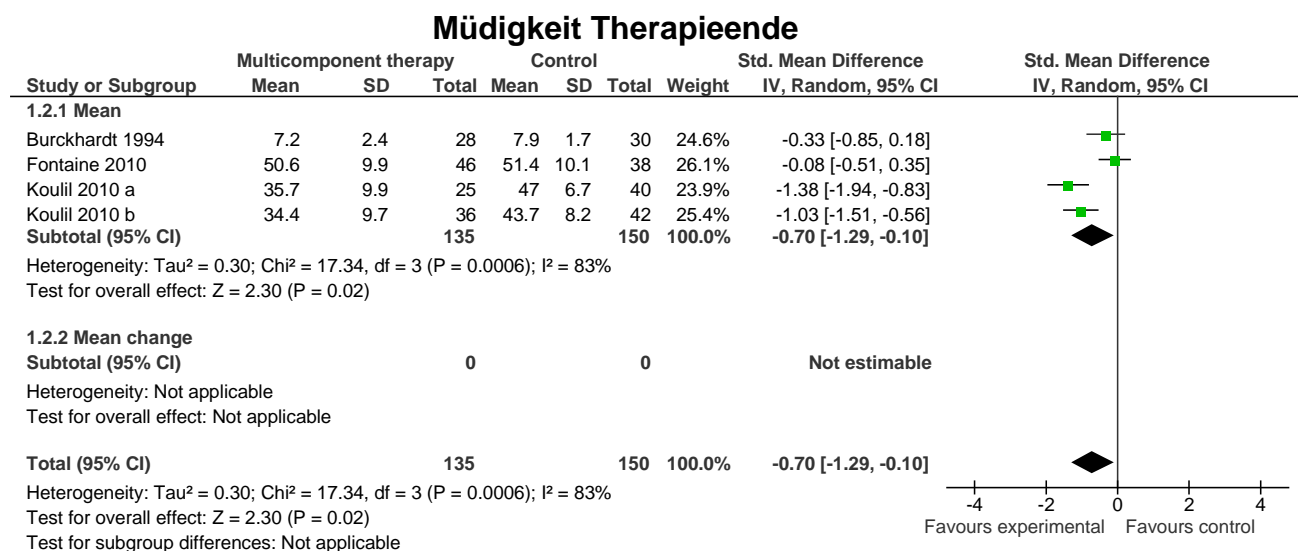 Müdigkeit Therapieende
Multicomponent therapy Control Std. Mean Difference Std. Mean Difference
Study or Subgroup Mean SD Total Mean SD Total Weight IV, Random, 95% CI IV, Random, 95% CI
1.2.1 Mean
Burckhardt 1994 7.2 2.4 28 7.9 1.7 30 24.6% -0.33 [-0.85, 0.18]
Fontaine 2010 50.6 9.9 46 51.4 10.1 38 26.1% -0.08 [-0.51, 0.35]
Koulil 2010 a 35.7 9.9 25 47 6.7 40 23.9% -1.38 [-1.94, -0.83]
Koulil 2010 b 34.4 9.7 36 43.7 8.2 42 25.4% -1.03 [-1.51, -0.56]
Subtotal (95% CI) 135 150 100.0% -0.70 [-1.29, -0.10]
Heterogeneity: Tau² = 0.30; Chi² = 17.34, df = 3 (P = 0.0006); I² = 83%
Test for overall effect: Z = 2.30 (P = 0.02)
1.2.2 Mean change
Subtotal (95% CI) 0 0 Not estimable
Heterogeneity: Not applicable
Test for overall effect: Not applicable
Total (95% CI) 135 150 100.0% -0.70 [-1.29, -0.10]
Heterogeneity: Tau² = 0.30; Chi² = 17.34, df = 3 (P = 0.0006); I² = 83%
Test for overall effect: Z = 2.30 (P = 0.02)
Test for subgroup differences: Not applicable
-4 -2 0 2 4
Favours experimental Favours control